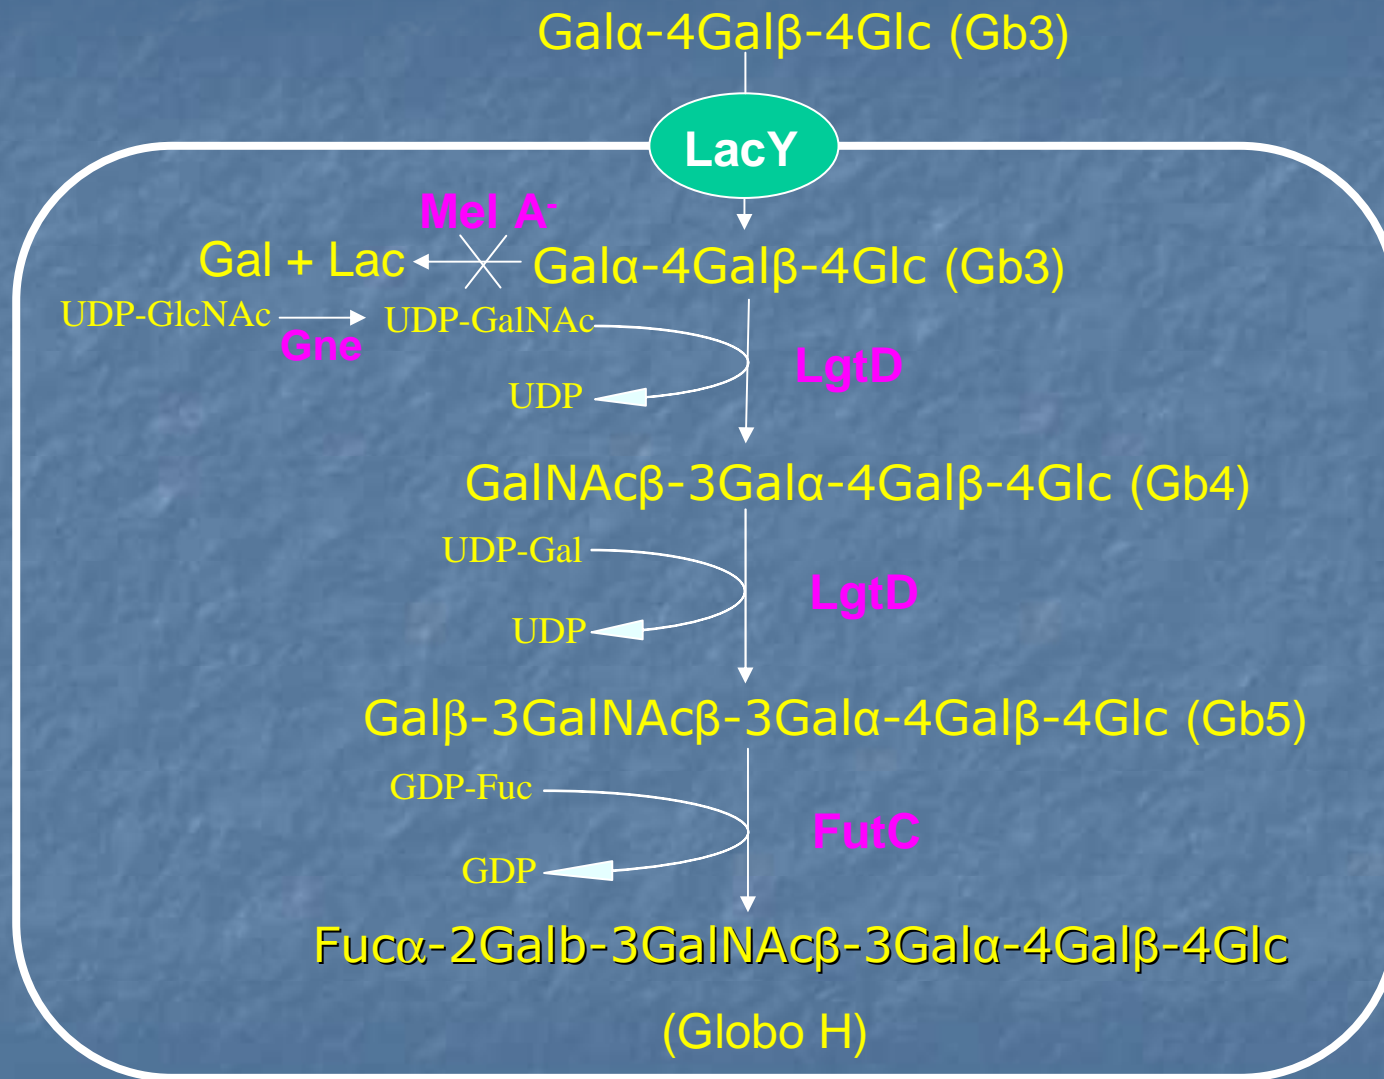 Galα-4Galβ-4Glc (Gb3)
LacY
Mel A-
Gal + Lac
Galα-4Galβ-4Glc (Gb3)
UDP-GlcNAc
UDP-GalNAc
Gne
LgtD
UDP
GalNAcβ-3Galα-4Galβ-4Glc (Gb4)
UDP-Gal
LgtD
UDP
Galβ-3GalNAcβ-3Galα-4Galβ-4Glc (Gb5)
GDP-Fuc
FutC
GDP
Fucα-2Galb-3GalNAcβ-3Galα-4Galβ-4Glc
(Globo H)